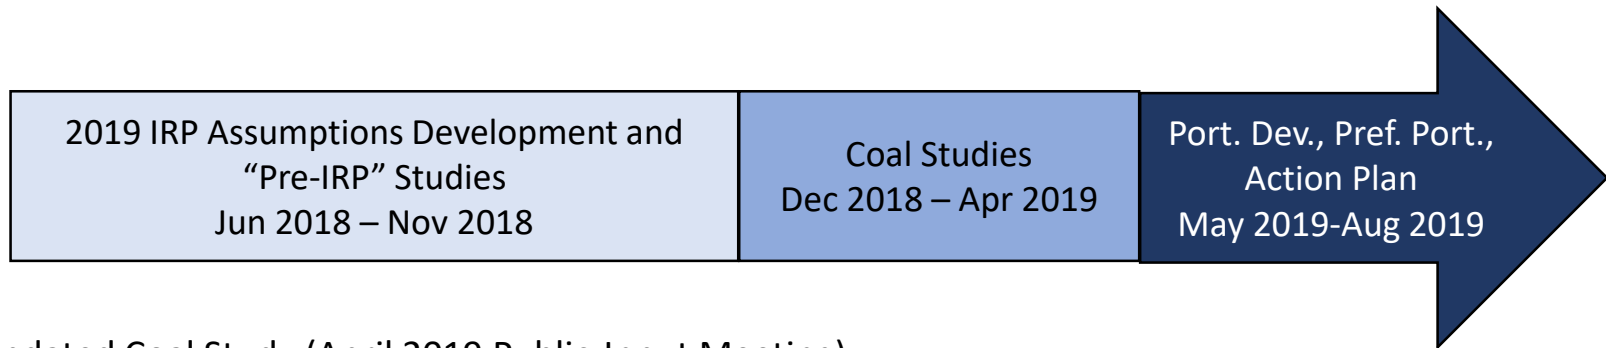 2019 IRP Assumptions Development and
“Pre-IRP” Studies
Jun 2018 – Nov 2018
Coal Studies
Dec 2018 – Apr 2019
Port. Dev., Pref. Port.,
Action Plan
May 2019-Aug 2019